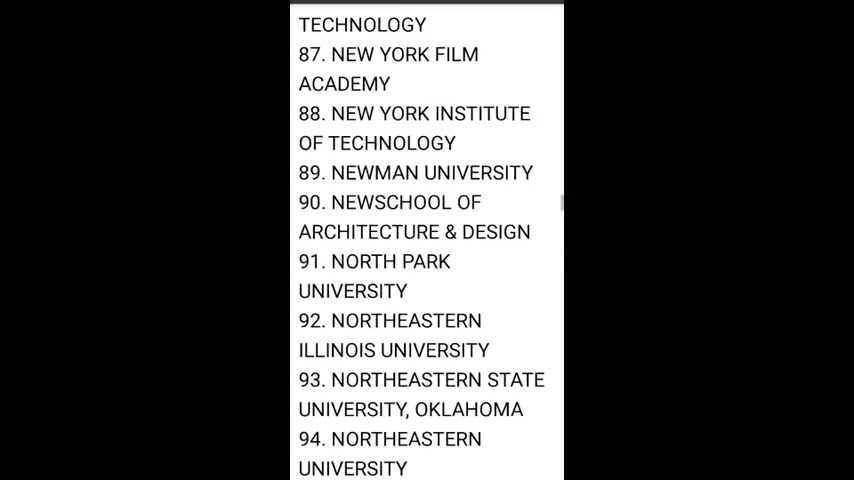 TECHNOLOGY
87. NEW YORK FILM
ACADEMY
88. NEW YORK INSTITUTE
OF TECHNOLOGY
89. NEWMAN UNIVERSITY
90. NEWSCHOOL OF
ARCHITECTURE & DESIGN
91. NORTH PARK
UNIVERSITY
92. NORTHEASTERN
ILLINOIS UNIVERSITY
93. NORTHEASTERN STATE
UNIVERSITY, OKLAHOMA
94. NORTHEASTERN
UNIVERSITY